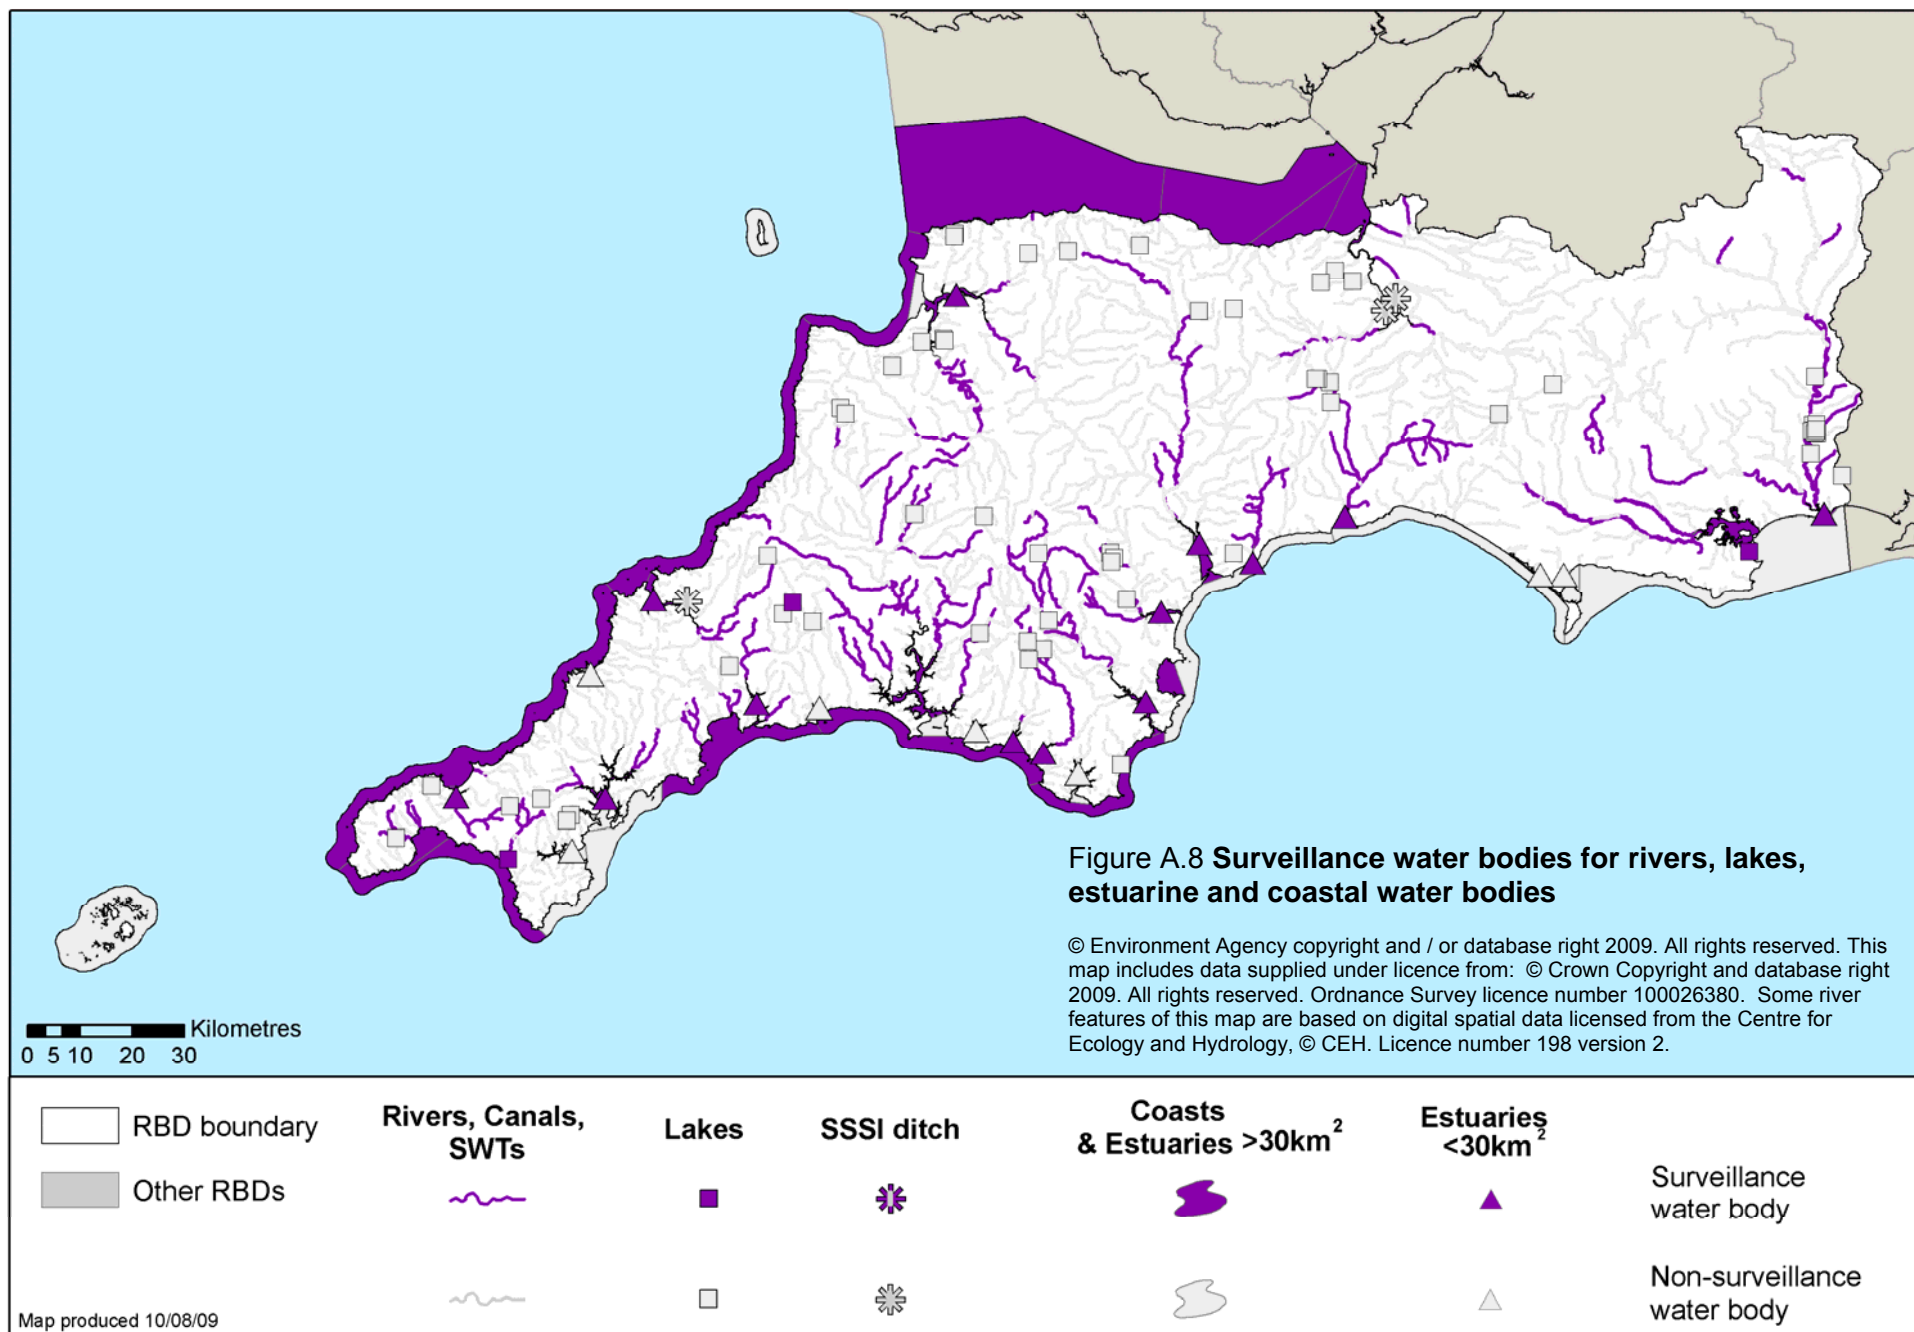 Figure A.8 Surveillance water bodies for rivers, lakes,
estuarine and coastal water bodies
© Environment Agency copyright and / or database right 2009. All rights reserved. This
map includes data supplied under licence from: © Crown Copyright and database right
2009. All rights reserved. Ordnance Survey licence number 100026380. Some river
features of this map are based on digital spatial data licensed from the Centre for
Ecology and Hydrology, © CEH. Licence number 198 version 2.
Kilometres
0 5 10 20 30
RBD boundary
Other RBDs
Rivers, Canals,
SWTs
Lakes
SSSI ditch
Coasts
& Estuaries >30km²
Estuaries
<30km²
Surveillance
water body
Non-surveillance
water body
Map produced 10/08/09